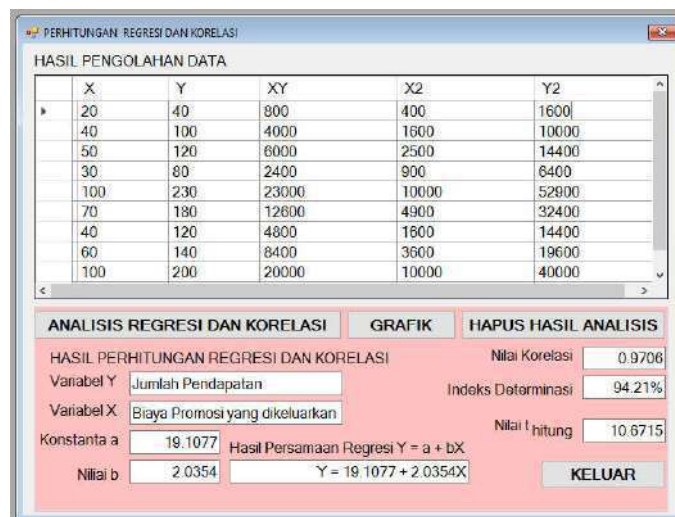 PERHITUNGAN REGRESI DAN KORELASI
HASIL PENGOLAHAN DATA
X Y XY X2 Y2
20 40 800 400 1600
40 100 4000 1600 10000
50 120 6000 2500 14400
30 80 2400 900 6400
100 230 23000 10000 52900
70 180 12600 4900 32400
40 120 4800 1600 14400
60 140 8400 3600 19600
100 200 20000 10000 40000
ANALISIS REGRESI DAN KORELASI GRAFIK HAPUS HASIL ANALISIS
HASIL PERHITUNGAN REGRESI DAN KORELASI Nilai Korelasi 0.9706
Variabel Y Jumlah Pendapatan Indeks Determinasi 94.21%
Variabel X Biaya Promosi yang dikeluarkan
Konstanta a 19.1077 Hasil Persamaan Regresi Y = a + bX Nilai t hitung 10.6715
Niliai b 2.0354 Y = 19.1077 + 2.0354X KELUAR